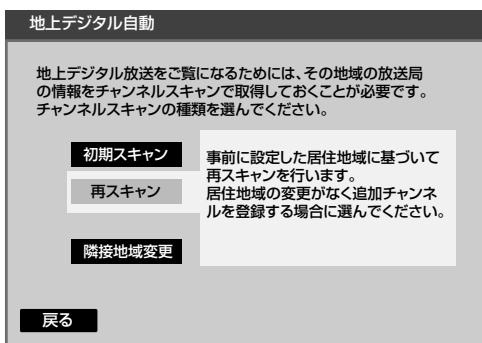 地上デジタル自動
地上デジタル放送をご覧になるためには、その地域の放送局
の情報をチャンネルスキャンで取得しておくことが必要です。
チャンネルスキャンの種類を選んでください。
初期スキャン
再スキャン
隣接地域変更
事前に設定した居住地域に基づいて
再スキャンを行います。
居住地域の変更がなく追加チャンネ
ルを登録する場合に選んでください。
戻る